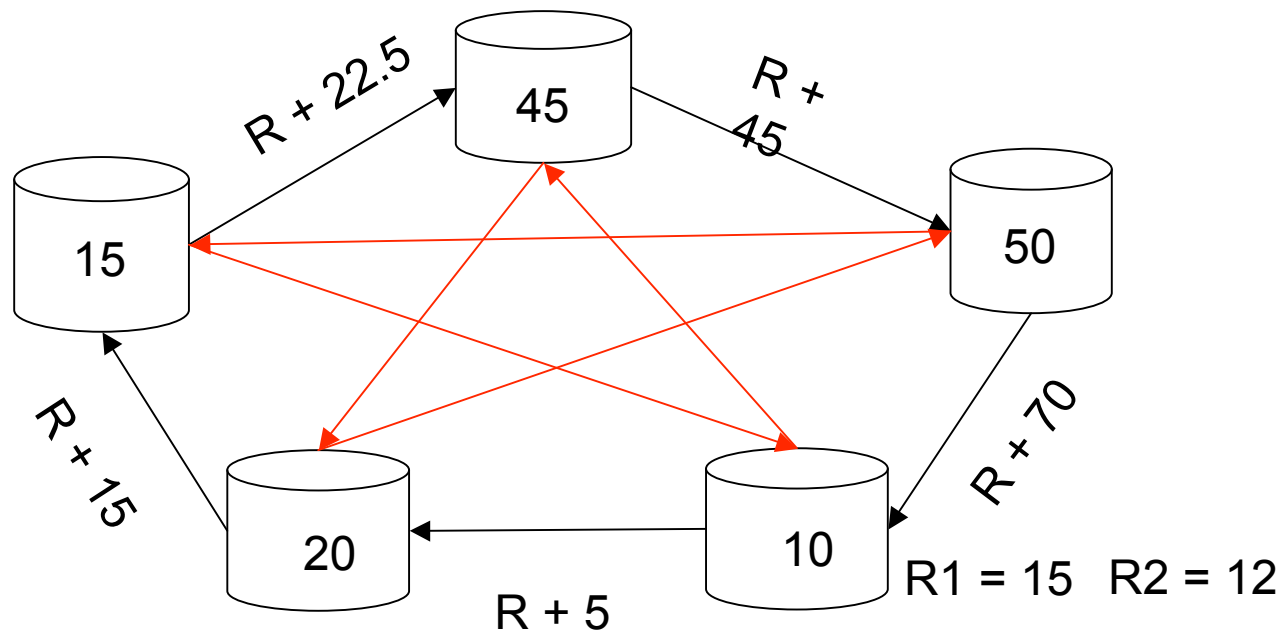 R + 22.5
45
R +
45
15
50
R + 15
R + 70
20
10
R1 = 15 R2 = 12
R + 5